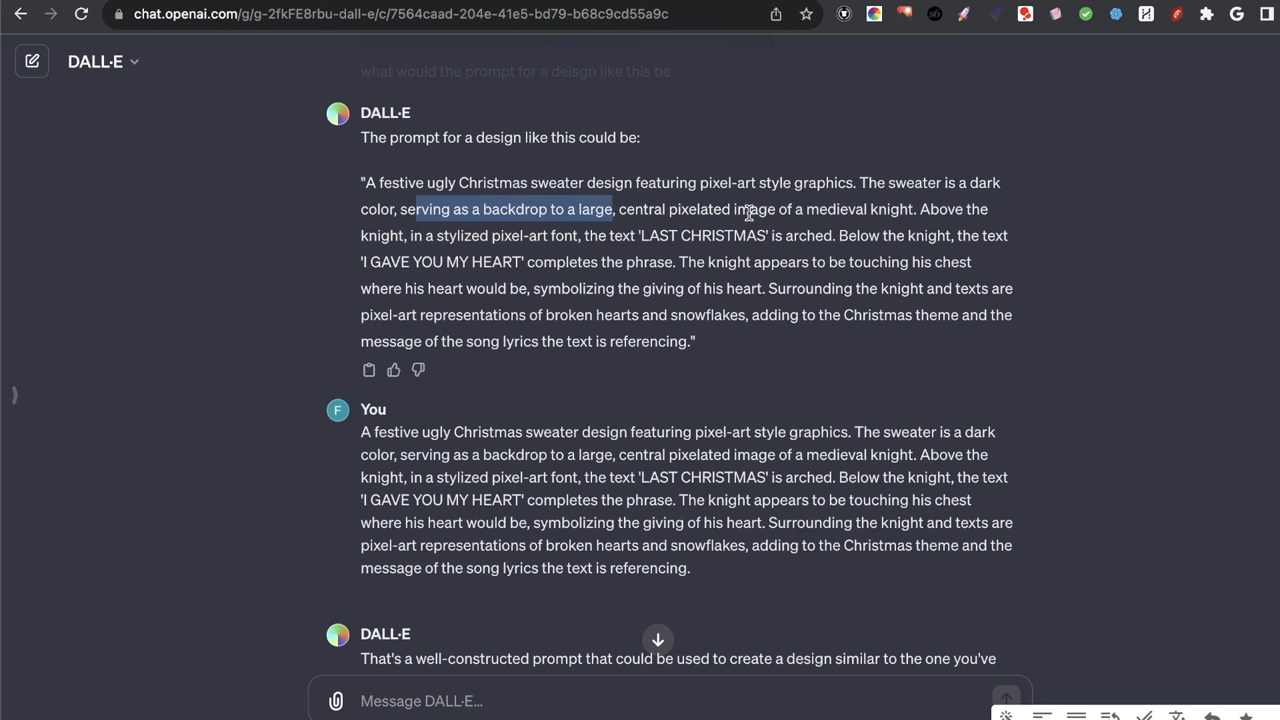 chat.openai.com/g/g-2fkFE8rbu-dall-e/c/7564caad-204e-41e5-bd79-b68c9cd55a9c
DALL·E
what would the prompt for a deisgn like this be
DALL·E
The prompt for a design like this could be:
"A festive ugly Christmas sweater design featuring pixel-art style graphics. The sweater is a dark
color, serving as a backdrop to a large, central pixelated image of a medieval knight. Above the
knight, in a stylized pixel-art font, the text 'LAST CHRISTMAS' is arched. Below the knight, the text
'I GAVE YOU MY HEART' completes the phrase. The knight appears to be touching his chest
where his heart would be, symbolizing the giving of his heart. Surrounding the knight and texts are
pixel-art representations of broken hearts and snowflakes, adding to the Christmas theme and the
message of the song lyrics the text is referencing."
F
You
A festive ugly Christmas sweater design featuring pixel-art style graphics. The sweater is a dark
color, serving as a backdrop to a large, central pixelated image of a medieval knight. Above the
knight, in a stylized pixel-art font, the text 'LAST CHRISTMAS' is arched. Below the knight, the text
'I GAVE YOU MY HEART' completes the phrase. The knight appears to be touching his chest
where his heart would be, symbolizing the giving of his heart. Surrounding the knight and texts are
pixel-art representations of broken hearts and snowflakes, adding to the Christmas theme and the
message of the song lyrics the text is referencing.
DALL·E
That's a well-constructed prompt that could be used to create a design similar to the one you've
Message DALL·E...